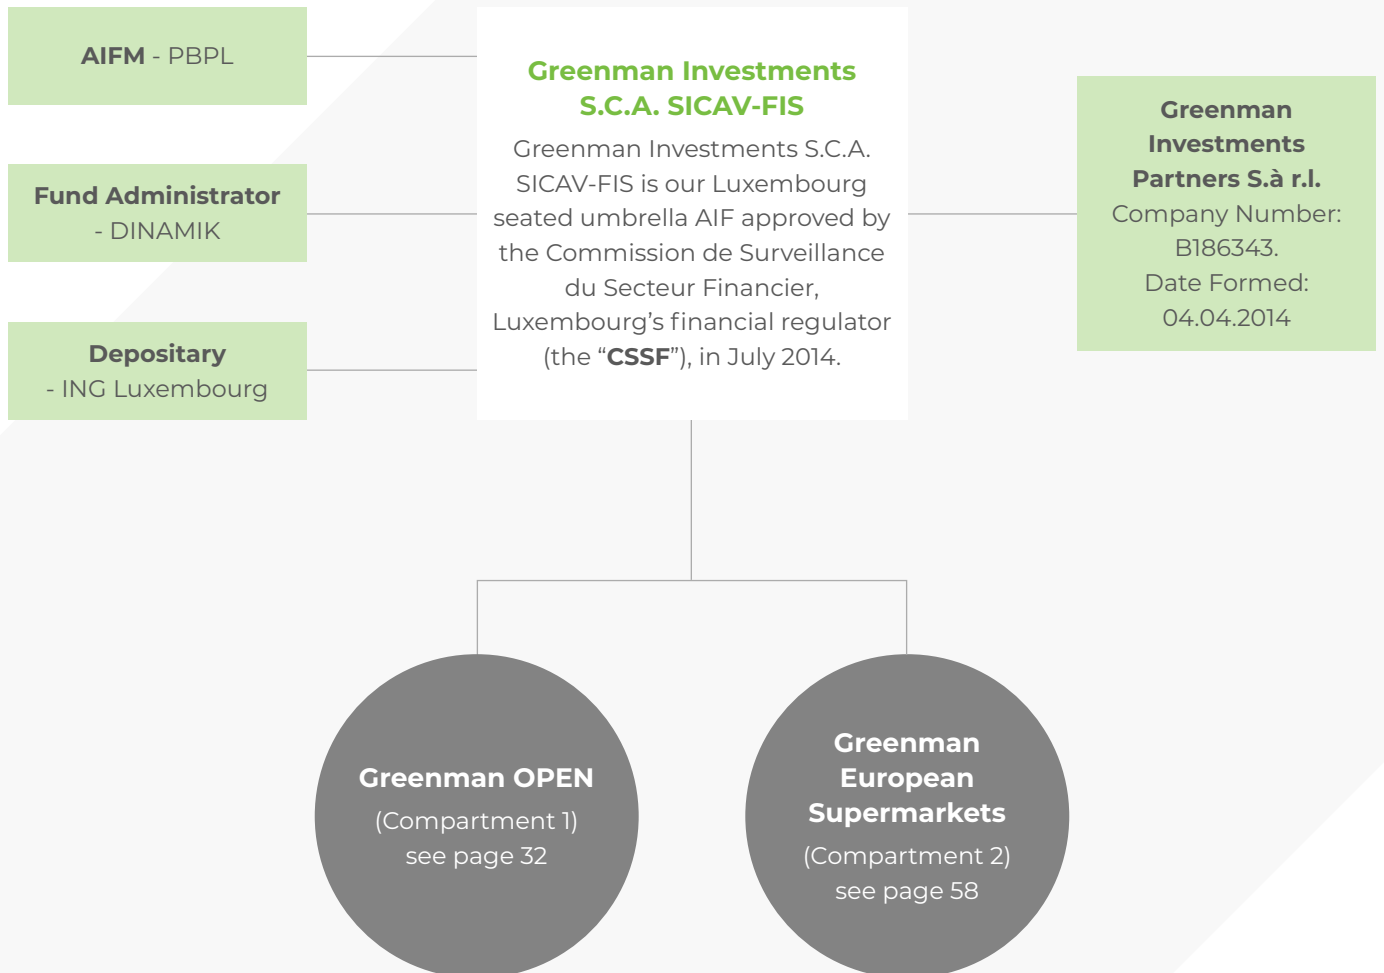 AIFM - PBPL
Fund Administrator
- DINAMIK
Depositary
- ING Luxembourg
Greenman Investments
S.C.A. SICAV-FIS
Greenman Investments S.C.A.
SICAV-FIS is our Luxembourg
seated umbrella AIF approved by
the Commission de Surveillance
du Secteur Financier,
Luxembourg’s financial regulator
(the “CSSF”), in July 2014.
Greenman
Investments
Partners S.à r.l.
Company Number:
B186343.
Date Formed:
04.04.2014
Greenman OPEN
(Compartment 1)
see page 32
Greenman
European
Supermarkets
(Compartment 2)
see page 58